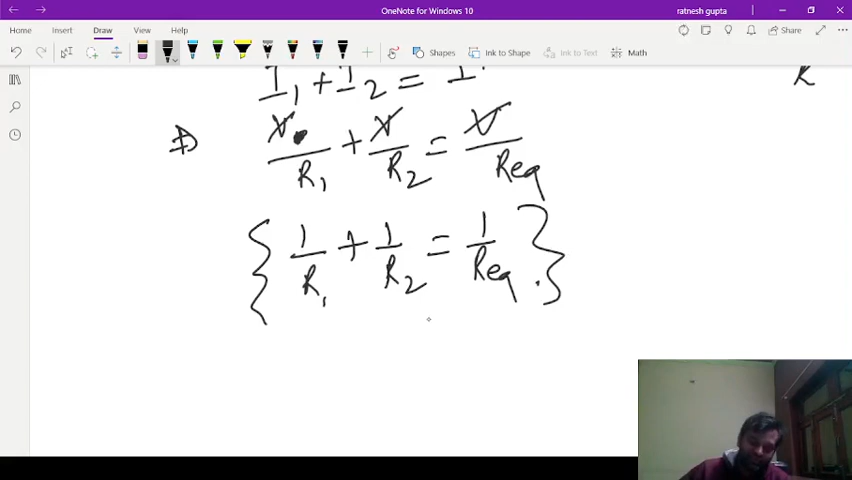 OneNote for Windows 10
ratnesh gupta
Home Insert Draw View Help
Share
Shapes Ink to Shape Ink to Text Math
I₁ + I₂ = I.
R
⇒ V/R₁ + V/R₂ = V/Req
{ 1/R₁ + 1/R₂ = 1/Req. }